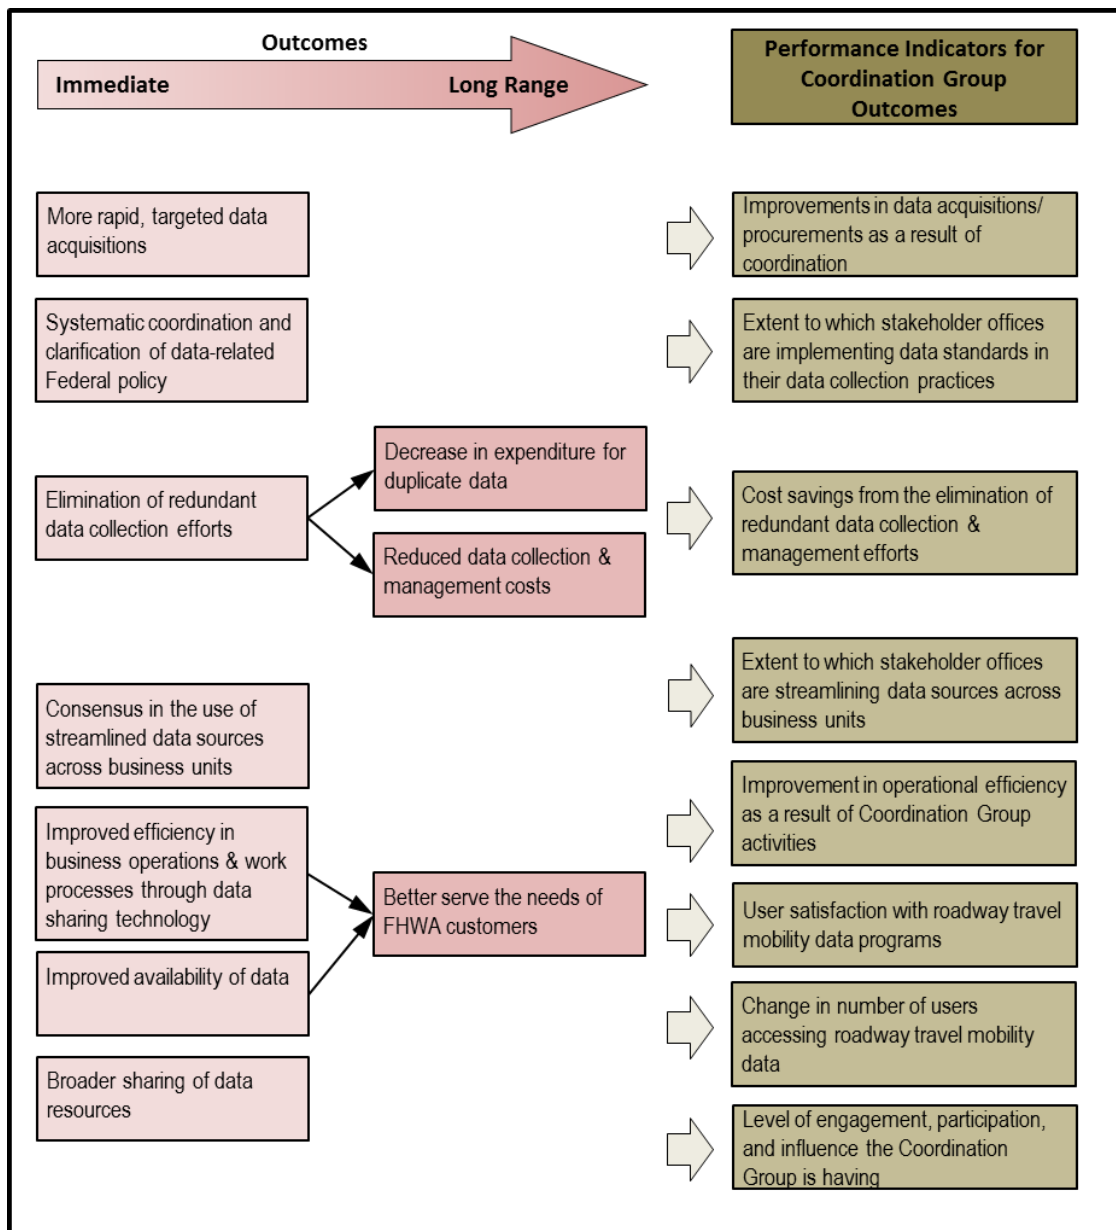 Outcomes
Immediate
Long Range
Performance Indicators for
Coordination Group
Outcomes
More rapid, targeted data
acquisitions
Improvements in data acquisitions/
procurements as a result of
coordination
Systematic coordination and
clarification of data-related
Federal policy
Extent to which stakeholder offices
are implementing data standards in
their data collection practices
Elimination of redundant
data collection efforts
Decrease in expenditure for
duplicate data
Reduced data collection &
management costs
Cost savings from the elimination of
redundant data collection &
management efforts
Extent to which stakeholder offices
are streamlining data sources across
business units
Consensus in the use of
streamlined data sources
across business units
Improvement in operational efficiency
as a result of Coordination Group
activities
Improved efficiency in
business operations & work
processes through data
sharing technology
Better serve the needs of
FHWA customers
User satisfaction with roadway travel
mobility data programs
Improved availability of data
Change in number of users
accessing roadway travel mobility
data
Broader sharing of data
resources
Level of engagement, participation,
and influence the Coordination
Group is having